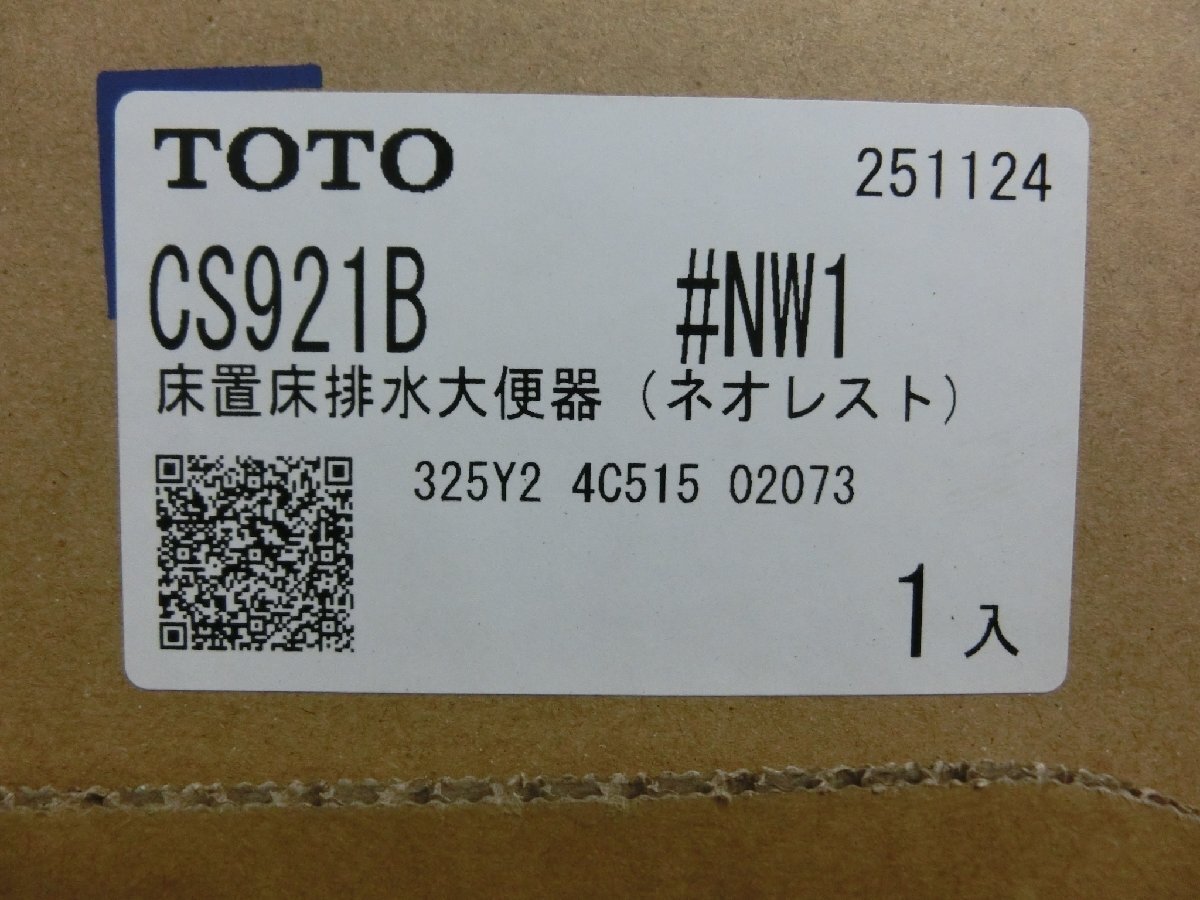 TOTO 251124
CS921B #NW1
床置床排水大便器（ネオレスト）
325Y2 4C515 02073
1入